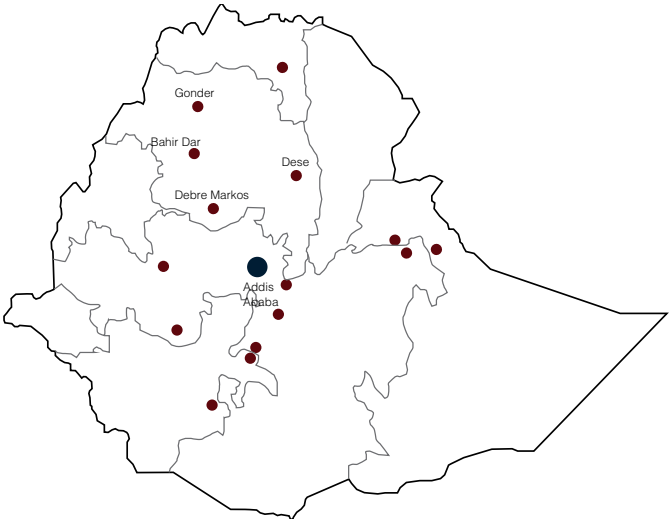 Gonder
Bahir Dar
Dese
Debre Markos
Addis
Ababa